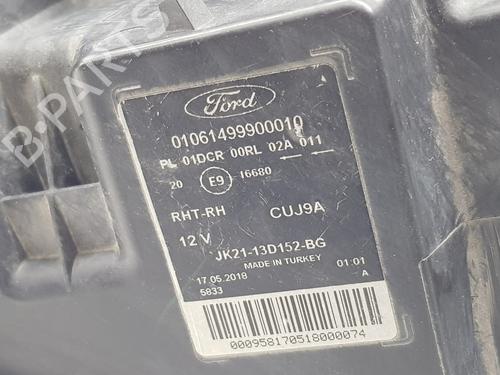 B-PARTS
Ford
01061499900010
PL 01DCR 00RL 02A 011
20 E9 16680
RHT-RH CUJ9A
12 V
JK21-13D152-BG
MADE IN TURKEY
17.05.2018 01:01
5833 A
000958170518000074